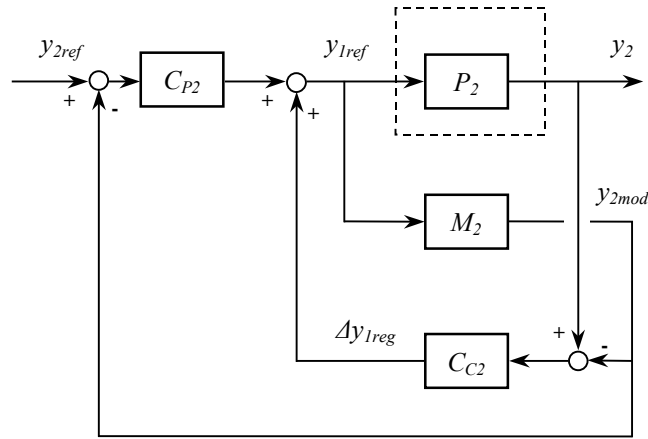 y2ref
y1ref
y2
CP2
P2
+
-
+
+
y2mod
M2
+
-
Δy1reg
CC2